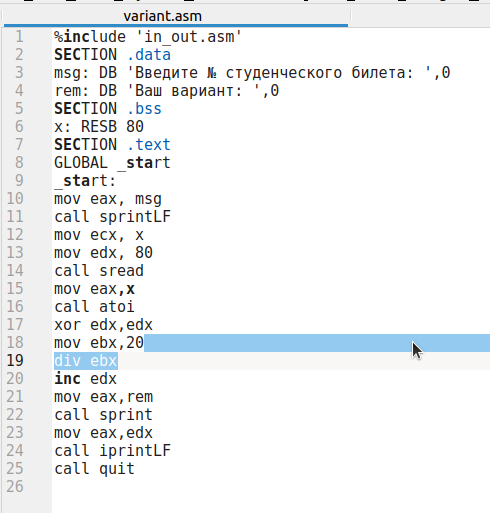 variant.asm
1 %include 'in_out.asm'
2 SECTION .data
3 msg: DB 'Введите № студенческого билета: ',0
4 rem: DB 'Ваш вариант: ',0
5 SECTION .bss
6 x: RESB 80
7 SECTION .text
8 GLOBAL _start
9 _start:
10 mov eax, msg
11 call sprintLF
12 mov ecx, x
13 mov edx, 80
14 call sread
15 mov eax,x
16 call atoi
17 xor edx,edx
18 mov ebx,20
19 div ebx
20 inc edx
21 mov eax,rem
22 call sprint
23 mov eax,edx
24 call iprintLF
25 call quit
26